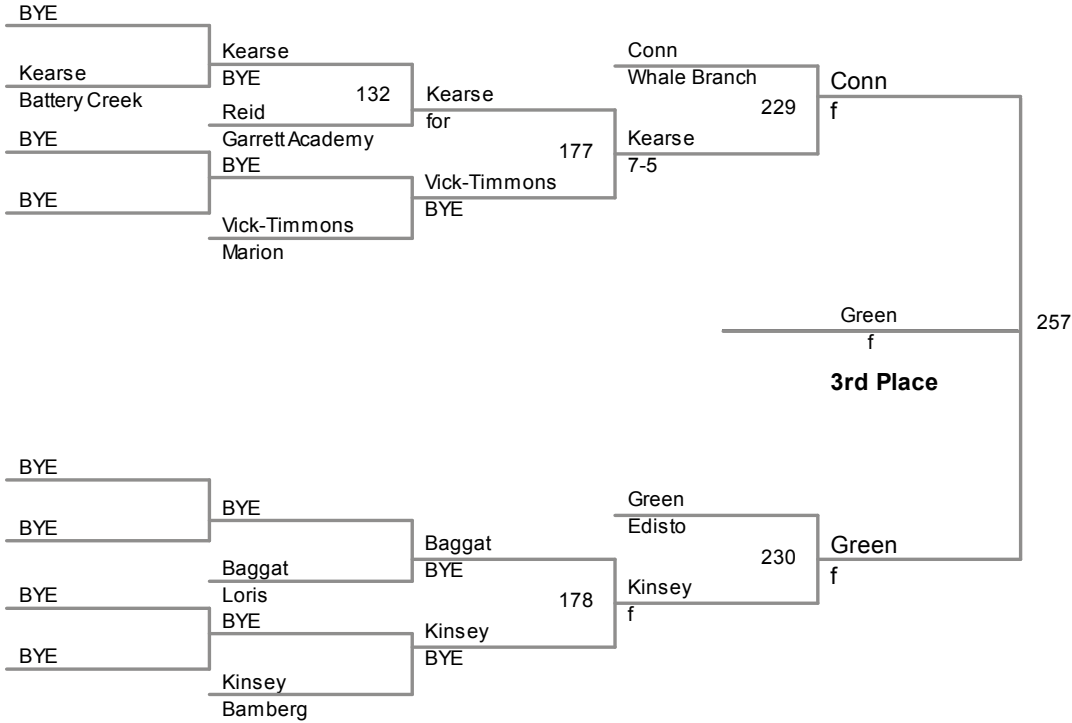 BYE
Kearse
Battery Creek
BYE
BYE
Kearse
BYE
132
Reid
Garrett Academy
BYE
Vick-Timmons
Marion
Kearse
for
177
Vick-Timmons
BYE
Conn
Whale Branch
229
Kearse
7-5
Conn
f
Green
f
257
3rd Place
BYE
BYE
BYE
BYE
BYE
Baggat
Loris
BYE
Kinsey
Bamberg
Baggat
BYE
178
Kinsey
BYE
Green
Edisto
230
Kinsey
f
Green
f